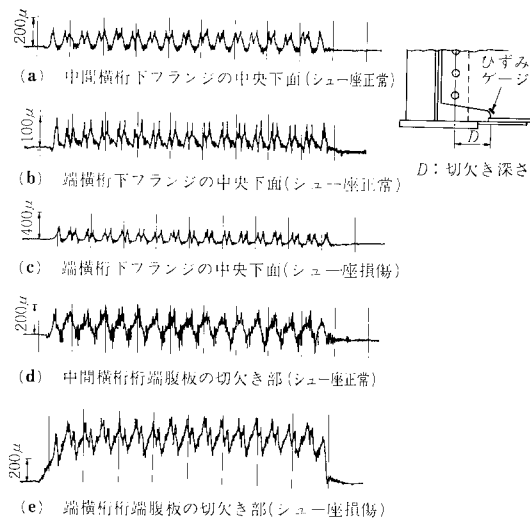 200μ
(a) 中間横桁下フランジの中央下面(シュー座正常)
100μ
(b) 端横桁下フランジの中央下面(シュー座正常)
400μ
(c) 端横桁下フランジの中央下面(シュー座損傷)
200μ
(d) 中間横桁桁端腹板の切欠き部(シュー座正常)
200μ
(e) 端横桁桁端腹板の切欠き部(シュー座損傷)
ひずみ
ゲージ
D
D:切欠き深さ